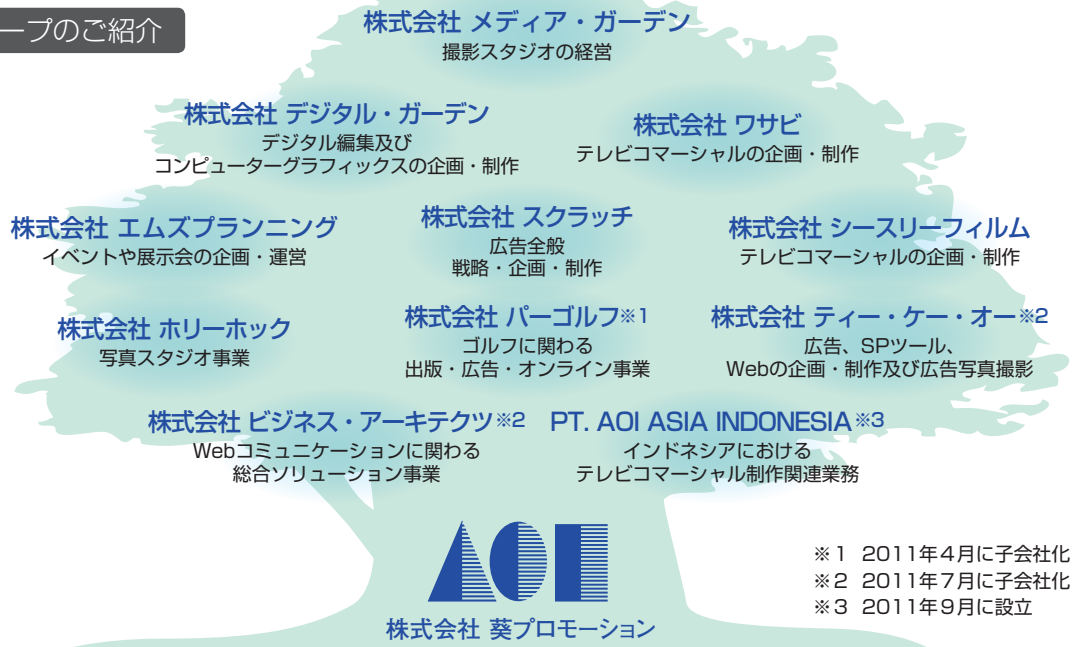 ープのご紹介
株式会社 メディア・ガーデン
撮影スタジオの経営
株式会社 デジタル・ガーデン
デジタル編集及び
コンピューターグラフィックスの企画・制作
株式会社 ワサビ
テレビコマーシャルの企画・制作
株式会社 エムズプランニング
イベントや展示会の企画・運営
株式会社 スクラッチ
広告全般
戦略・企画・制作
株式会社 シースリーフィルム
テレビコマーシャルの企画・制作
株式会社 ホリーホック
写真スタジオ事業
株式会社 パーゴルフ※1
ゴルフに関わる
出版・広告・オンライン事業
株式会社 ティー・ケー・オー※2
広告、SPツール、
Webの企画・制作及び広告写真撮影
株式会社 ビジネス・アーキテクツ※2
Webコミュニケーションに関わる
総合ソリューション事業
PT. AOI ASIA INDONESIA※3
インドネシアにおける
テレビコマーシャル制作関連業務
AOI
株式会社 葵プロモーション
※1 2011年4月に子会社化
※2 2011年7月に子会社化
※3 2011年9月に設立